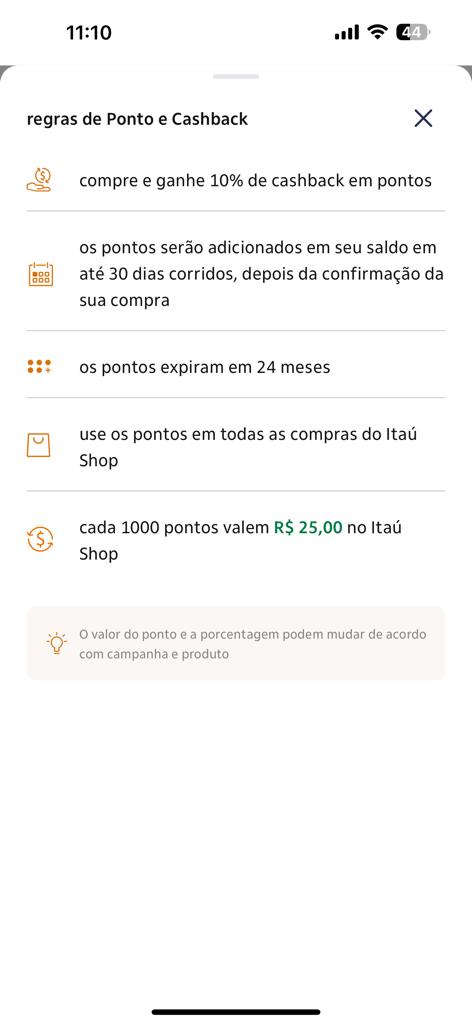 11:10
44
regras de Ponto e Cashback
compre e ganhe 10% de cashback em pontos
os pontos serão adicionados em seu saldo em
até 30 dias corridos, depois da confirmação da
sua compra
os pontos expiram em 24 meses
use os pontos em todas as compras do Itaú
Shop
cada 1000 pontos valem R$ 25,00 no Itaú
Shop
O valor do ponto e a porcentagem podem mudar de acordo
com campanha e produto